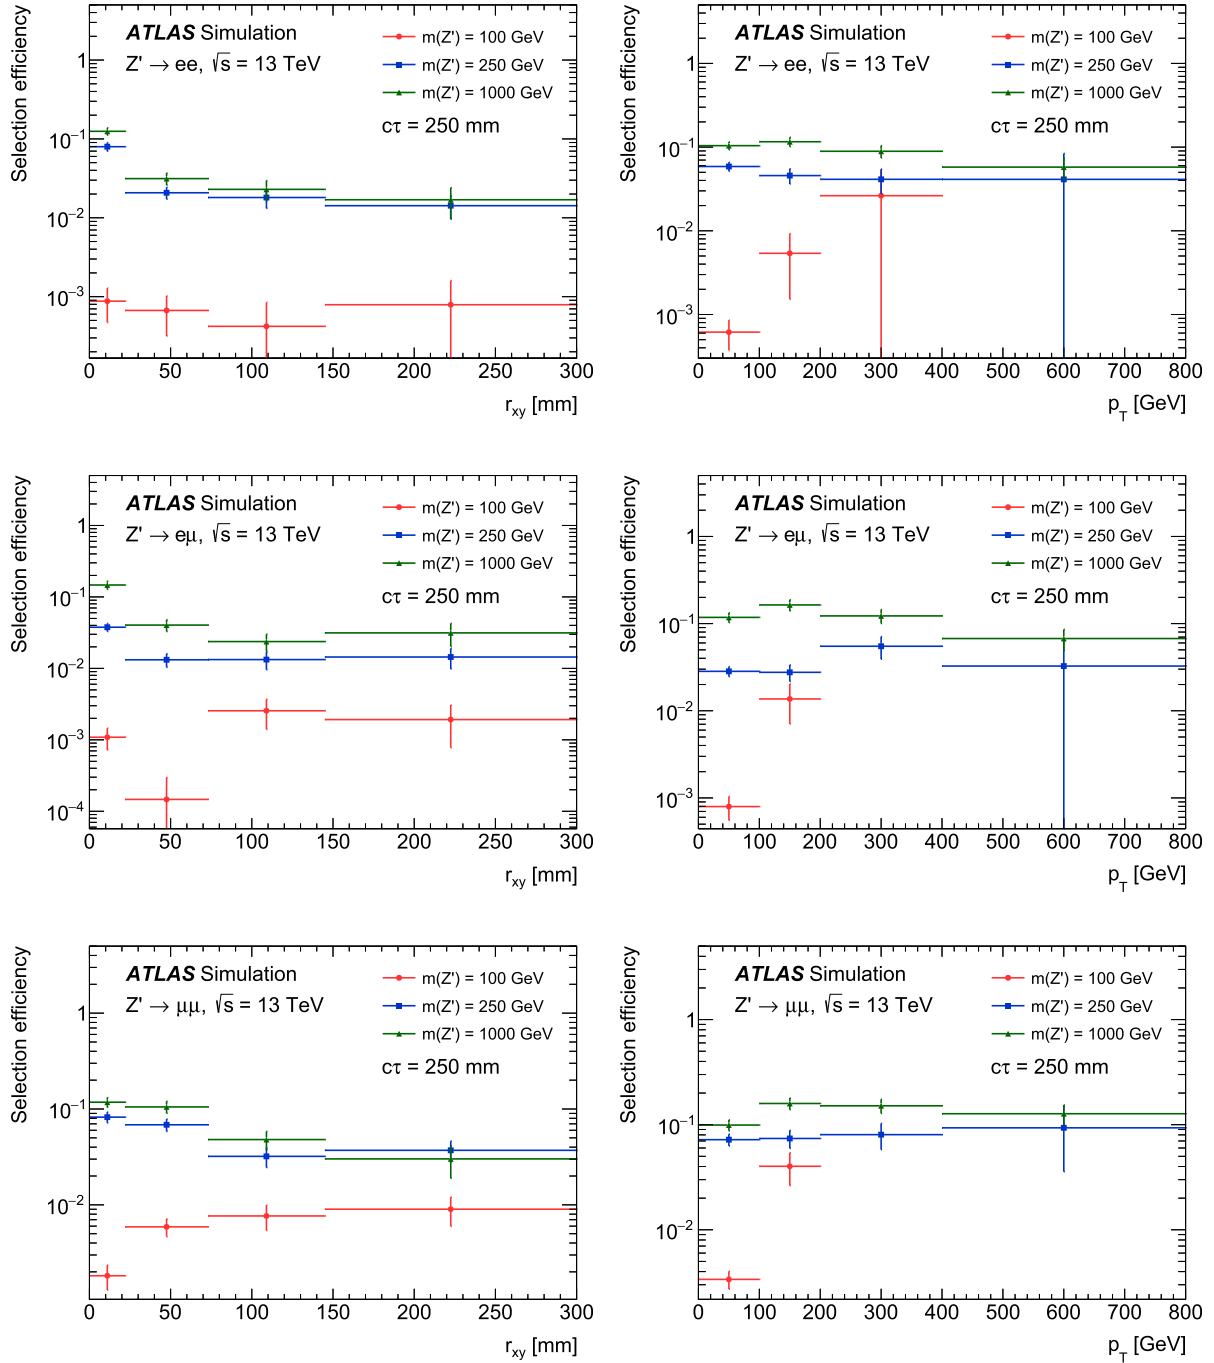 Selection efficiency
ATLAS Simulation
Z' → ee, √s = 13 TeV
m(Z') = 100 GeV
m(Z') = 250 GeV
m(Z') = 1000 GeV
cτ = 250 mm
1
10⁻¹
10⁻²
10⁻³
0 50 100 150 200 250 300
r_xy [mm]
Selection efficiency
ATLAS Simulation
Z' → ee, √s = 13 TeV
m(Z') = 100 GeV
m(Z') = 250 GeV
m(Z') = 1000 GeV
cτ = 250 mm
1
10⁻¹
10⁻²
10⁻³
0 100 200 300 400 500 600 700 800
p_T [GeV]
Selection efficiency
ATLAS Simulation
Z' → eμ, √s = 13 TeV
m(Z') = 100 GeV
m(Z') = 250 GeV
m(Z') = 1000 GeV
cτ = 250 mm
1
10⁻¹
10⁻²
10⁻³
10⁻⁴
0 50 100 150 200 250 300
r_xy [mm]
Selection efficiency
ATLAS Simulation
Z' → eμ, √s = 13 TeV
m(Z') = 100 GeV
m(Z') = 250 GeV
m(Z') = 1000 GeV
cτ = 250 mm
1
10⁻¹
10⁻²
10⁻³
0 100 200 300 400 500 600 700 800
p_T [GeV]
Selection efficiency
ATLAS Simulation
Z' → μμ, √s = 13 TeV
m(Z') = 100 GeV
m(Z') = 250 GeV
m(Z') = 1000 GeV
cτ = 250 mm
1
10⁻¹
10⁻²
0 50 100 150 200 250 300
r_xy [mm]
Selection efficiency
ATLAS Simulation
Z' → μμ, √s = 13 TeV
m(Z') = 100 GeV
m(Z') = 250 GeV
m(Z') = 1000 GeV
cτ = 250 mm
1
10⁻¹
10⁻²
0 100 200 300 400 500 600 700 800
p_T [GeV]